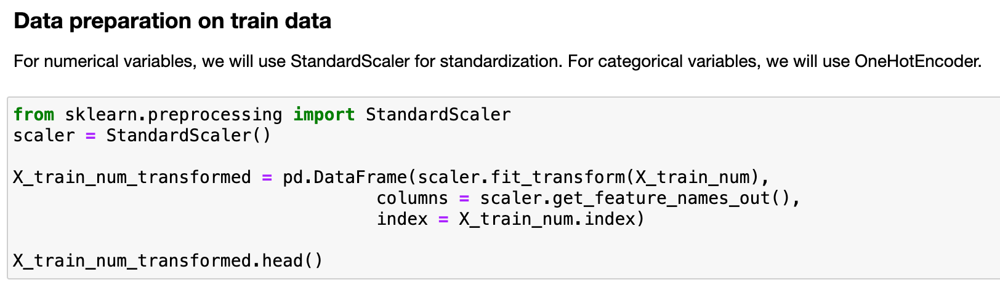 Data preparation on train data
For numerical variables, we will use StandardScaler for standardization. For categorical variables, we will use OneHotEncoder.
from sklearn.preprocessing import StandardScaler
scaler = StandardScaler()
X_train_num_transformed = pd.DataFrame(scaler.fit_transform(X_train_num),
columns = scaler.get_feature_names_out(),
index = X_train_num.index)
X_train_num_transformed.head()